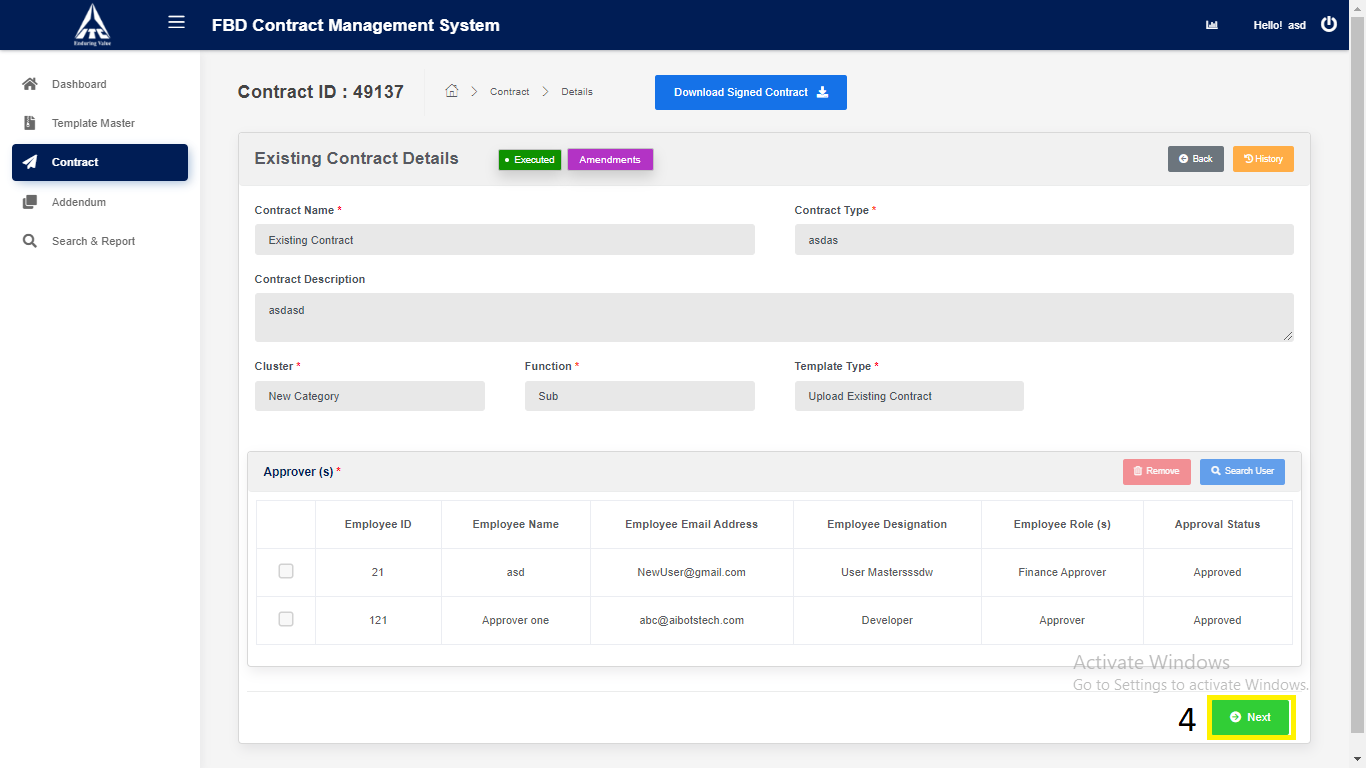 ITC
Enduring Value
FBD Contract Management System
Hello! asd
Dashboard
Template Master
Contract
Addendum
Search & Report
Contract ID : 49137
Contract
Details
Download Signed Contract
Existing Contract Details
Executed
Amendments
Back
History
Contract Name *
Contract Type *
Existing Contract
asdas
Contract Description
asdasd
Cluster *
Function *
Template Type *
New Category
Sub
Upload Existing Contract
Approver (s) *
Remove
Search User
Employee ID
Employee Name
Employee Email Address
Employee Designation
Employee Role (s)
Approval Status
21
asd
NewUser@gmail.com
User Mastersssdw
Finance Approver
Approved
121
Approver one
abc@aibotstech.com
Developer
Approver
Approved
Activate Windows
Go to Settings to activate Windows.
4
Next